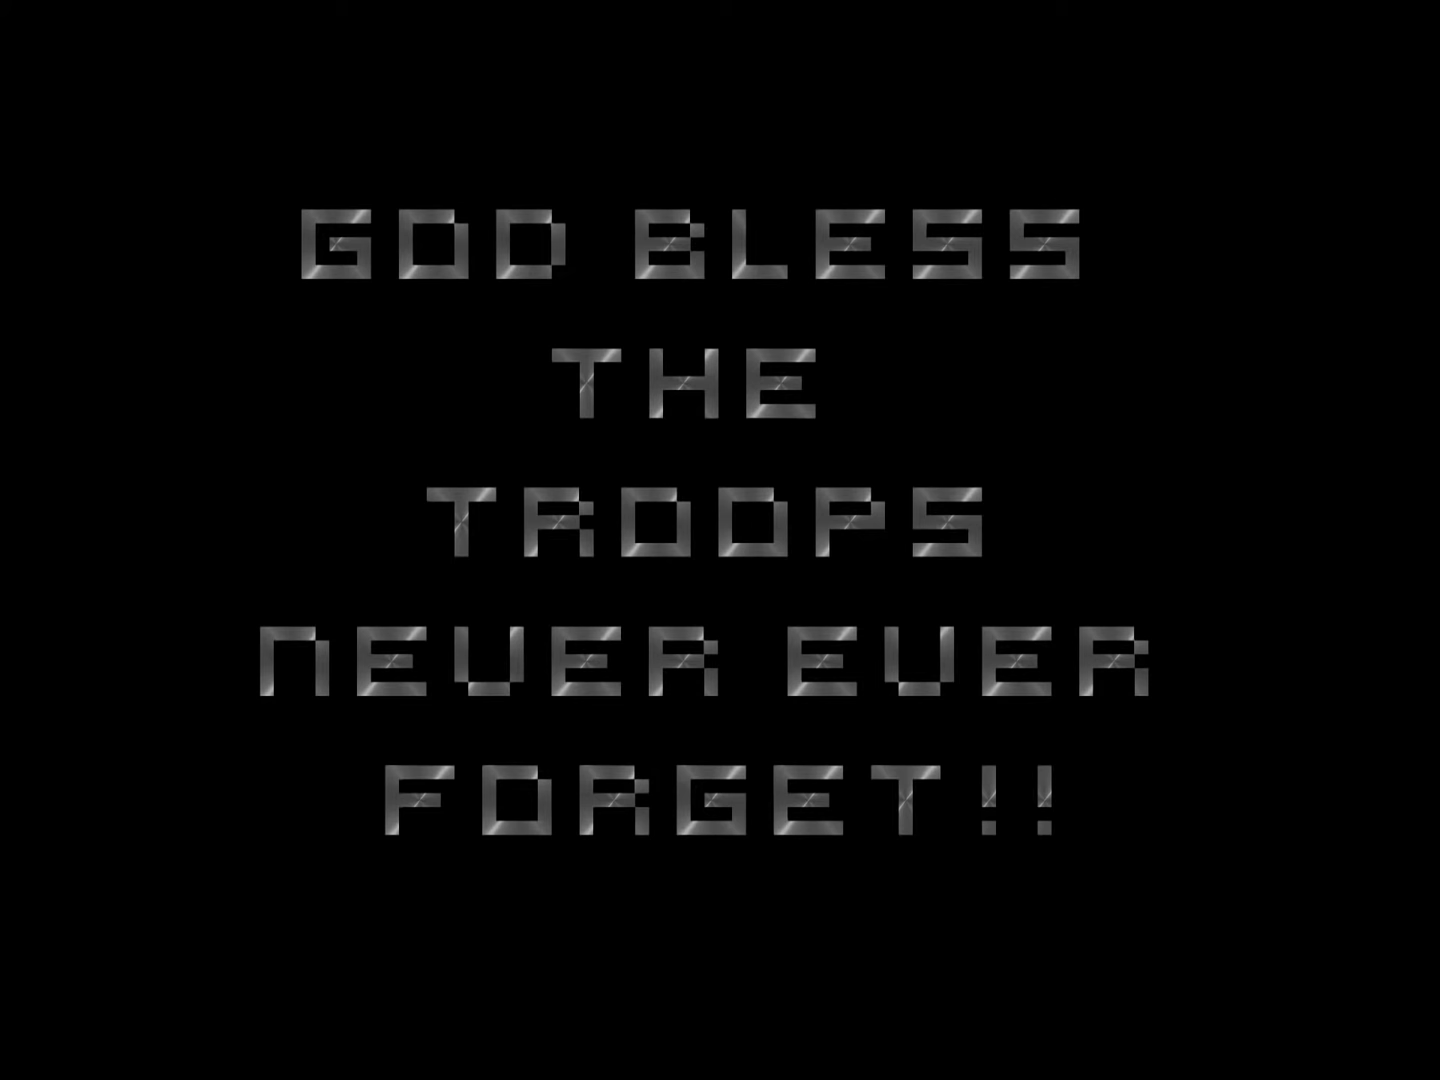 GOD BLESS
THE
TROOPS
NEVER EVER
FORGET!!